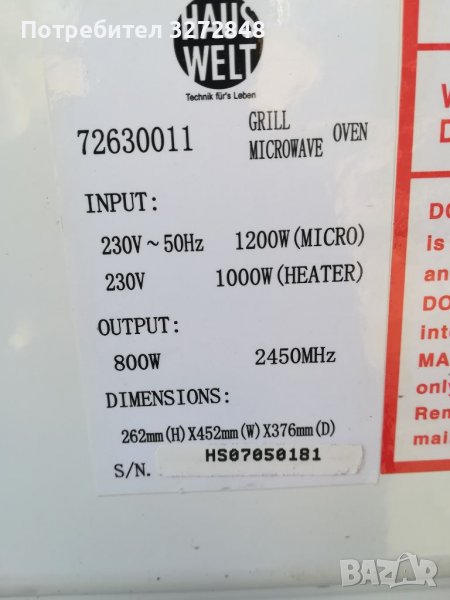 Потребител 3272848
HAUS
WELT
Technik für's Leben
72630011
GRILL
MICROWAVE OVEN
INPUT:
230V~50Hz 1200W(MICRO)
230V 1000W(HEATER)
OUTPUT:
800W 2450MHz
DIMENSIONS:
262mm(H)X452mm(W)X376mm(D)
S/N. HS07050181
W
D
DO
is
an
DO
inte
MA
only
Rem
mai
BAZAR